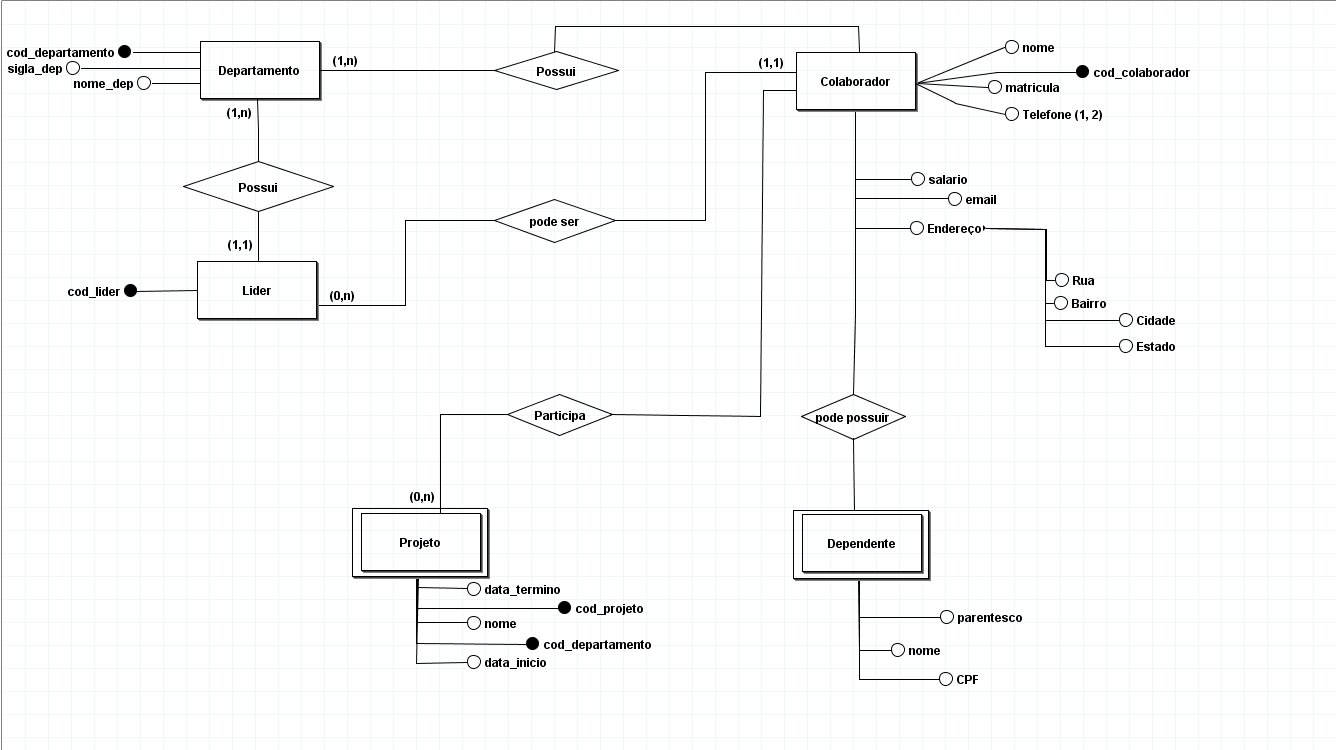 cod_departamento
sigla_dep
nome_dep
Departamento
(1,n)
Possui
(1,1)
Colaborador
nome
cod_colaborador
matricula
Telefone (1, 2)
(1,n)
Possui
pode ser
salario
email
Endereço
(1,1)
cod_lider
Lider
(0,n)
Rua
Bairro
Cidade
Estado
Participa
pode possuir
(0,n)
Projeto
Dependente
data_termino
cod_projeto
nome
cod_departamento
data_inicio
parentesco
nome
CPF